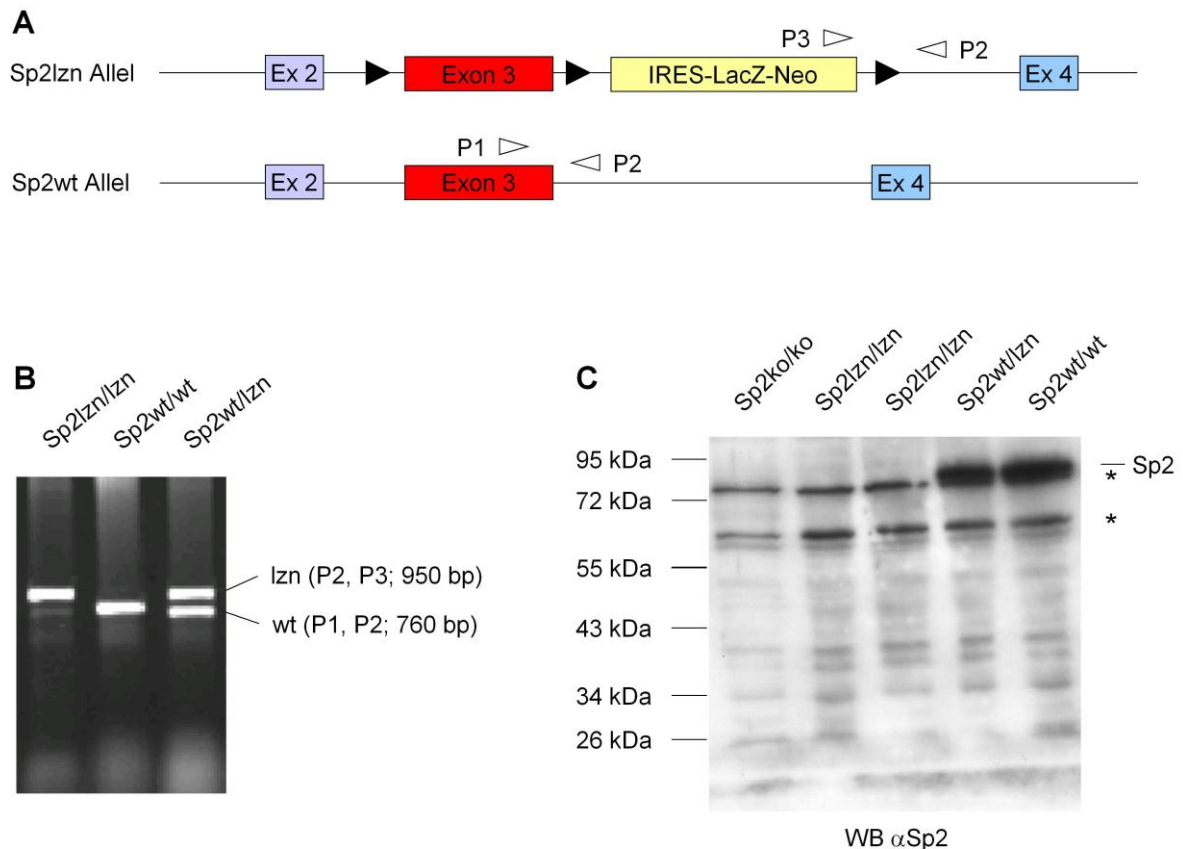 A
Sp2lzn Allel
Ex 2
Exon 3
IRES-LacZ-Neo
P3
P2
Ex 4
Sp2wt Allel
Ex 2
P1
Exon 3
P2
Ex 4
B
Sp2lzn/lzn
Sp2wt/wt
Sp2wt/lzn
lzn (P2, P3; 950 bp)
wt (P1, P2; 760 bp)
C
Sp2ko/ko
Sp2lzn/lzn
Sp2lzn/lzn
Sp2wt/lzn
Sp2wt/wt
95 kDa
72 kDa
55 kDa
43 kDa
34 kDa
26 kDa
Sp2
*
*
WB αSp2